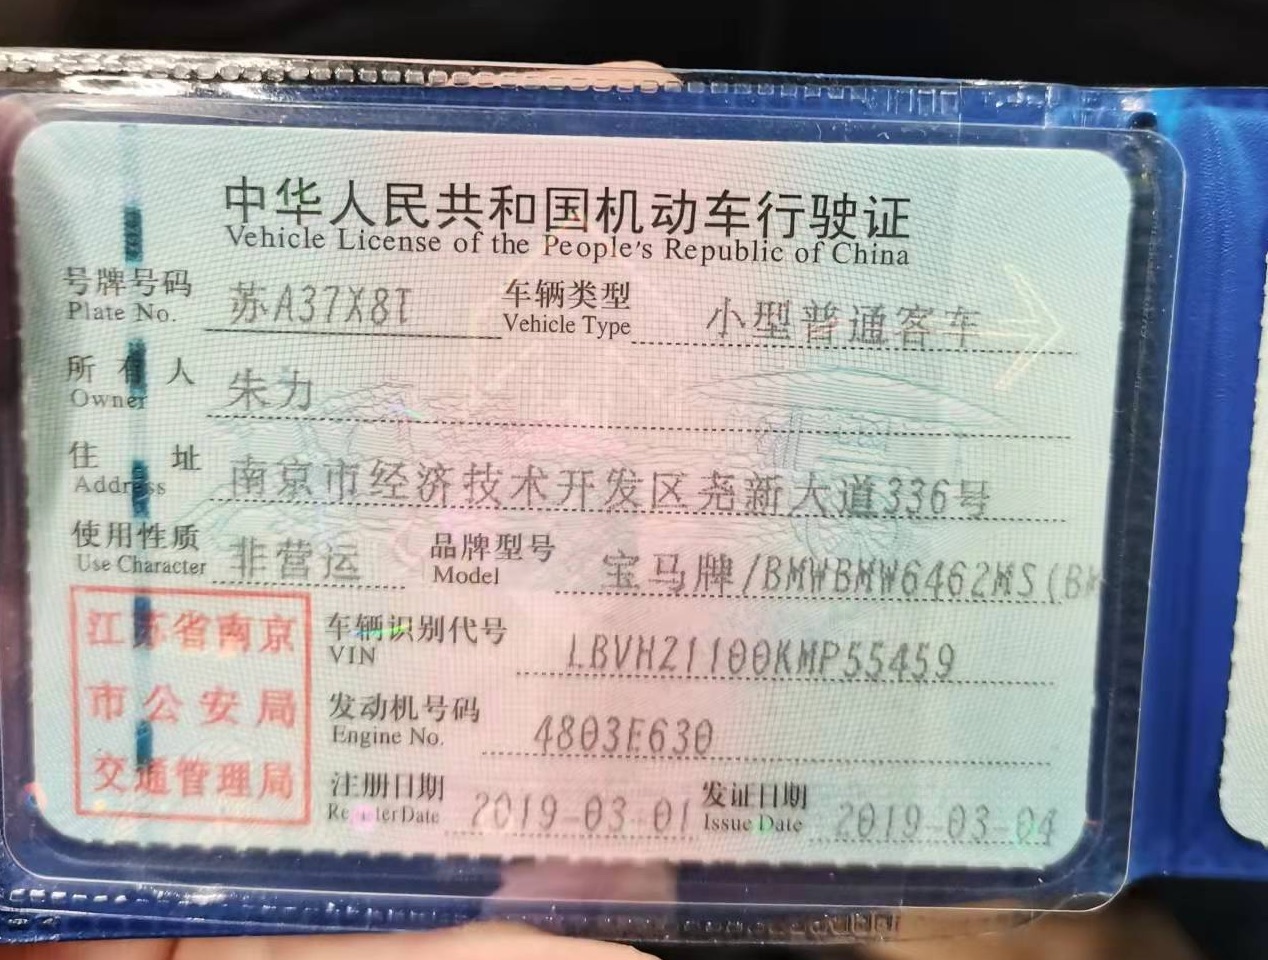 中华人民共和国机动车行驶证
Vehicle License of the People's Republic of China
号牌号码 苏A37X8T 车辆类型 小型普通客车
Plate No. Vehicle Type
所有人 朱力
Owner
住址 南京市经济技术开发区尧新大道336号
Address
使用性质 非营运 品牌型号 宝马牌/BMWBMW6462MS(BM
Use Character Model
江苏省南京
市公安局
交通管理局
车辆识别代号 LBVHZ1100KMP55459
VIN
发动机号码 4803E630
Engine No.
注册日期 2019-03-01 发证日期 2019-03-04
Register Date Issue Date